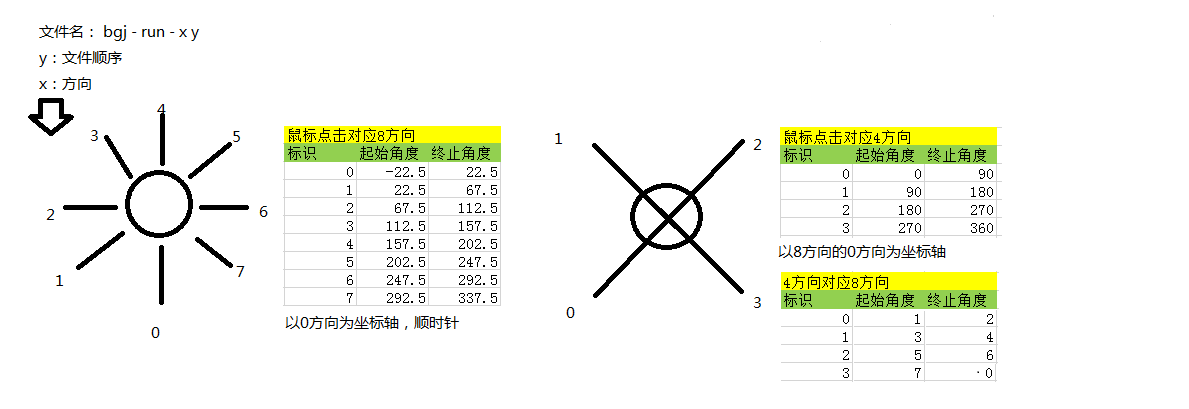 文件名： bgj - run - x y
y：文件顺序
x：方向
4
3
5
2
6
1
7
0
鼠标点击对应8方向
标识 起始角度 终止角度
0 -22.5 22.5
1 22.5 67.5
2 67.5 112.5
3 112.5 157.5
4 157.5 202.5
5 202.5 247.5
6 247.5 292.5
7 292.5 337.5
以0方向为坐标轴，顺时针
1
2
0
3
鼠标点击对应4方向
标识 起始角度 终止角度
0 0 90
1 90 180
2 180 270
3 270 360
以8方向的0方向为坐标轴
4方向对应8方向
标识 起始角度 终止角度
0 1 2
1 3 4
2 5 6
3 7 0